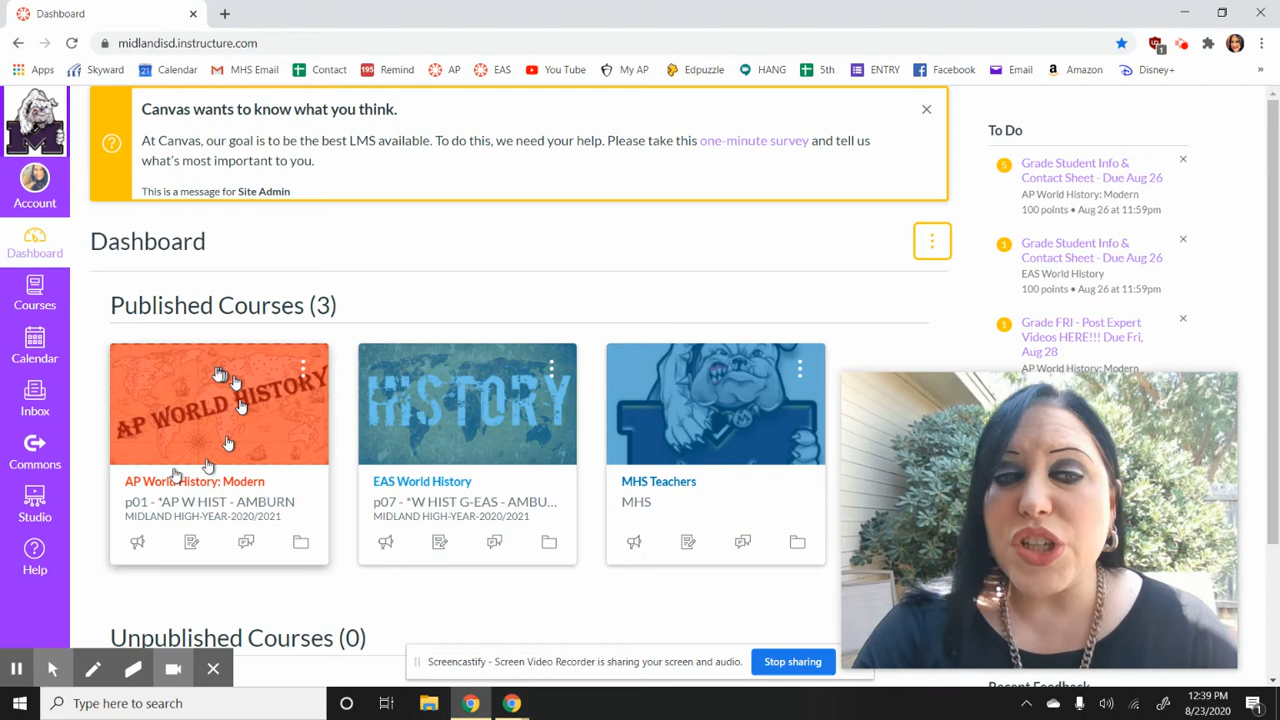 Dashboard
midlandisd.instructure.com
Apps Skyward Calendar MHS Email Contact 195 Remind AP EAS You Tube My AP Edpuzzle HANG 5th ENTRY Facebook Email Amazon Disney+ »
M
Account
Dashboard
Courses
Calendar
Inbox
Commons
Studio
Help
Canvas wants to know what you think.
At Canvas, our goal is to be the best LMS available. To do this, we need your help. Please take this one-minute survey and tell us
what's most important to you.
This is a message for Site Admin
Dashboard
Published Courses (3)
AP WORLD HISTORY
AP World History: Modern
p01 - *AP W HIST - AMBURN
MIDLAND HIGH-YEAR-2020/2021
HISTORY
EAS World History
p07 - *W HIST G-EAS - AMBU...
MIDLAND HIGH-YEAR-2020/2021
MHS Teachers
MHS
Unpublished Courses (0)
To Do
5
Grade Student Info &
Contact Sheet - Due Aug 26
AP World History: Modern
100 points • Aug 26 at 11:59pm
1
Grade Student Info &
Contact Sheet - Due Aug 26
EAS World History
100 points • Aug 26 at 11:59pm
1
Grade FRI - Post Expert
Videos HERE!!! Due Fri,
Aug 28
AP World History: Modern
Recent Feedback
Screencastify - Screen Video Recorder is sharing your screen and audio. Stop sharing
Type here to search
12:39 PM
8/23/2020
1